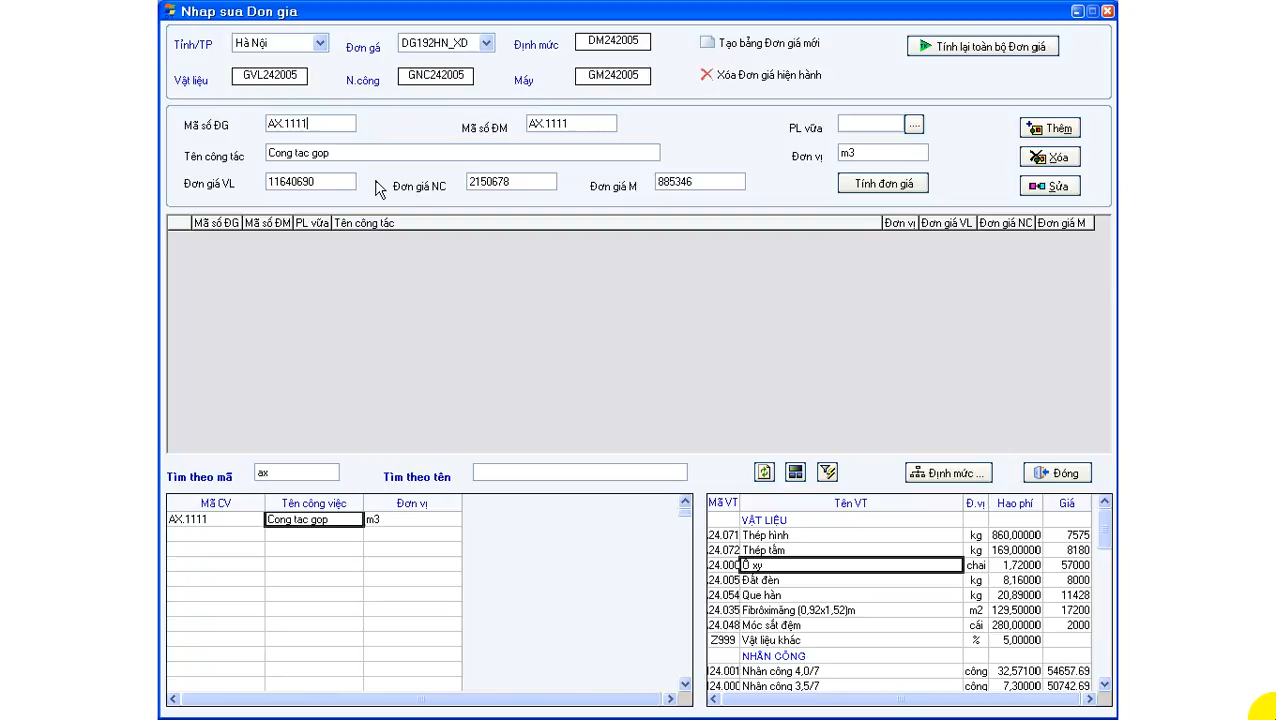 Nhap sua Don gia
Tỉnh/TP Hà Nội Đơn gá DG192HN_XD Định mức DM242005 Tạo bảng Đơn giá mới Tính lại toàn bộ Đơn giá
Vật liệu GVL242005 N.công GNC242005 Máy GM242005 Xóa Đơn giá hiện hành
Mã số ĐG AX.1111 Mã số ĐM AX.1111 PL vữa .... Thêm
Tên công tác Cong tac gop Đơn vị m3 Xóa
Đơn giá VL 11640690 Đơn giá NC 2150678 Đơn giá M 885346 Tính đơn giá Sửa
Mã số ĐG Mã số ĐM PL vữa Tên công tác Đơn vị Đơn giá VL Đơn giá NC Đơn giá M
Tìm theo mã ax Tìm theo tên Định mức ... Đóng
Mã CV Tên công việc Đơn vị
AX.1111 Cong tac gop m3
Mã VT Tên VT Đ.vị Hao phí Giá
VẬT LIỆU
24.071 Thép hình kg 860,00000 7575
24.072 Thép tấm kg 169,00000 8180
24.000 Ô xy chai 1,72000 57000
24.005 Đất đèn kg 8,16000 8000
24.054 Que hàn kg 20,89000 11428
24.035 Fibrôximăng (0,92x1,52)m m2 129,50000 17200
24.048 Móc sắt đệm cái 280,00000 2000
Z999 Vật liệu khác % 5,00000
NHÂN CÔNG
24.001 Nhân công 4,0/7 công 32,57100 54657.69
24.000 Nhân công 3,5/7 công 7,30000 50742.69